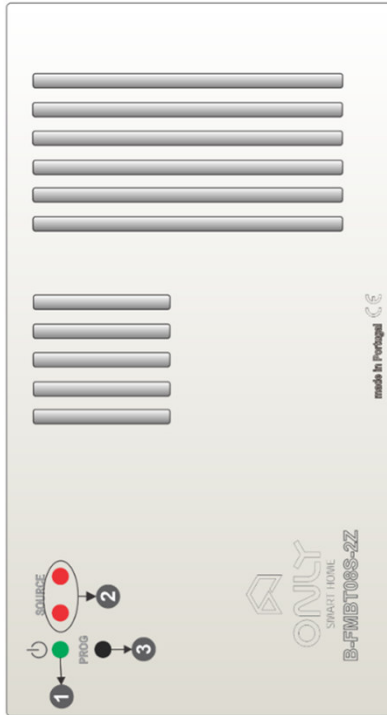 SOURCE
PROG
1
2
3
ONLY
SMART HOME
B-FMBT08S-2Z
made in Portugal CE